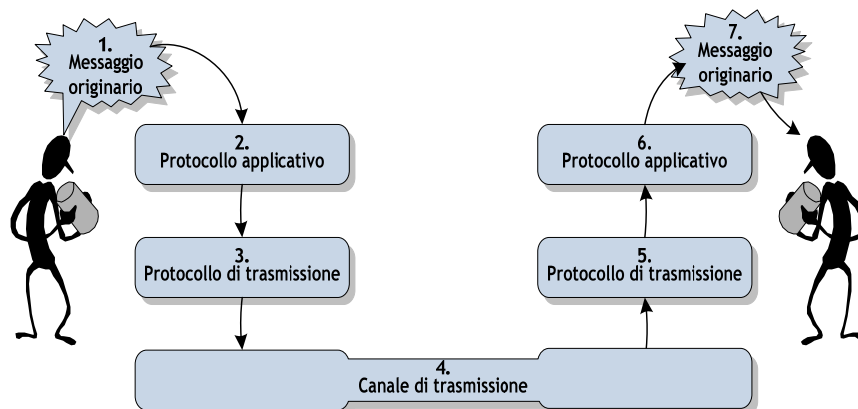 1.
Messaggio
originario
2.
Protocollo applicativo
3.
Protocollo di trasmissione
4.
Canale di trasmissione
5.
Protocollo di trasmissione
6.
Protocollo applicativo
7.
Messaggio
originario